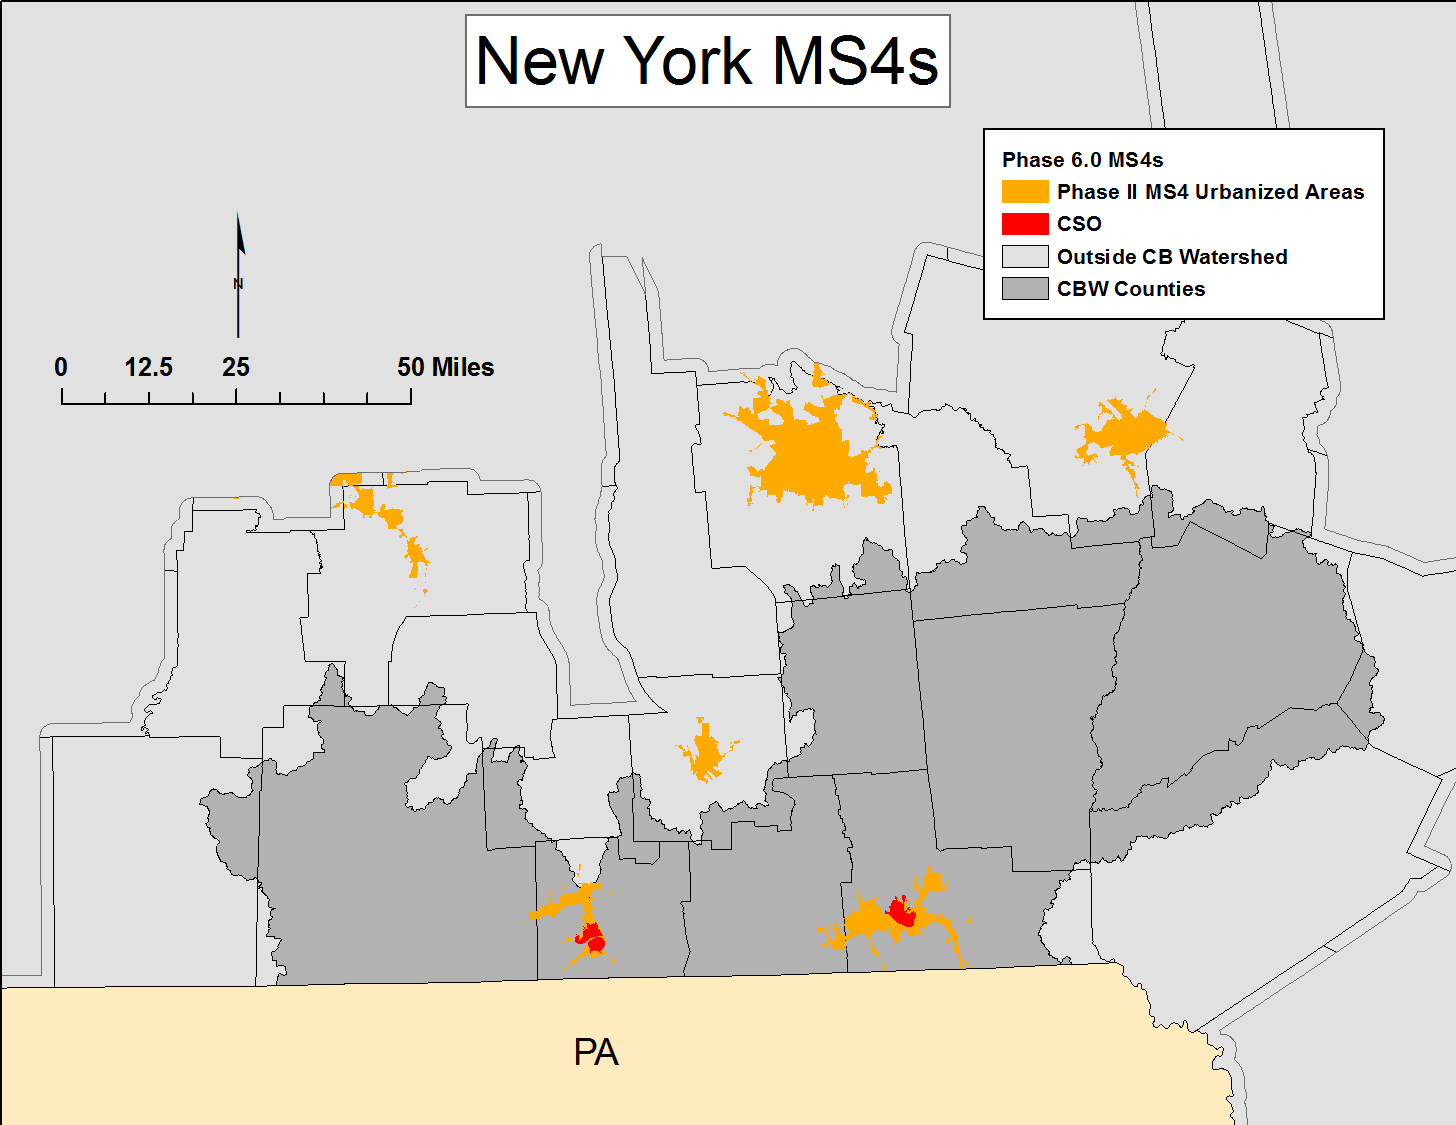 New York MS4s
Phase 6.0 MS4s
Phase II MS4 Urbanized Areas
CSO
Outside CB Watershed
CBW Counties
N
0 12.5 25 50 Miles
PA